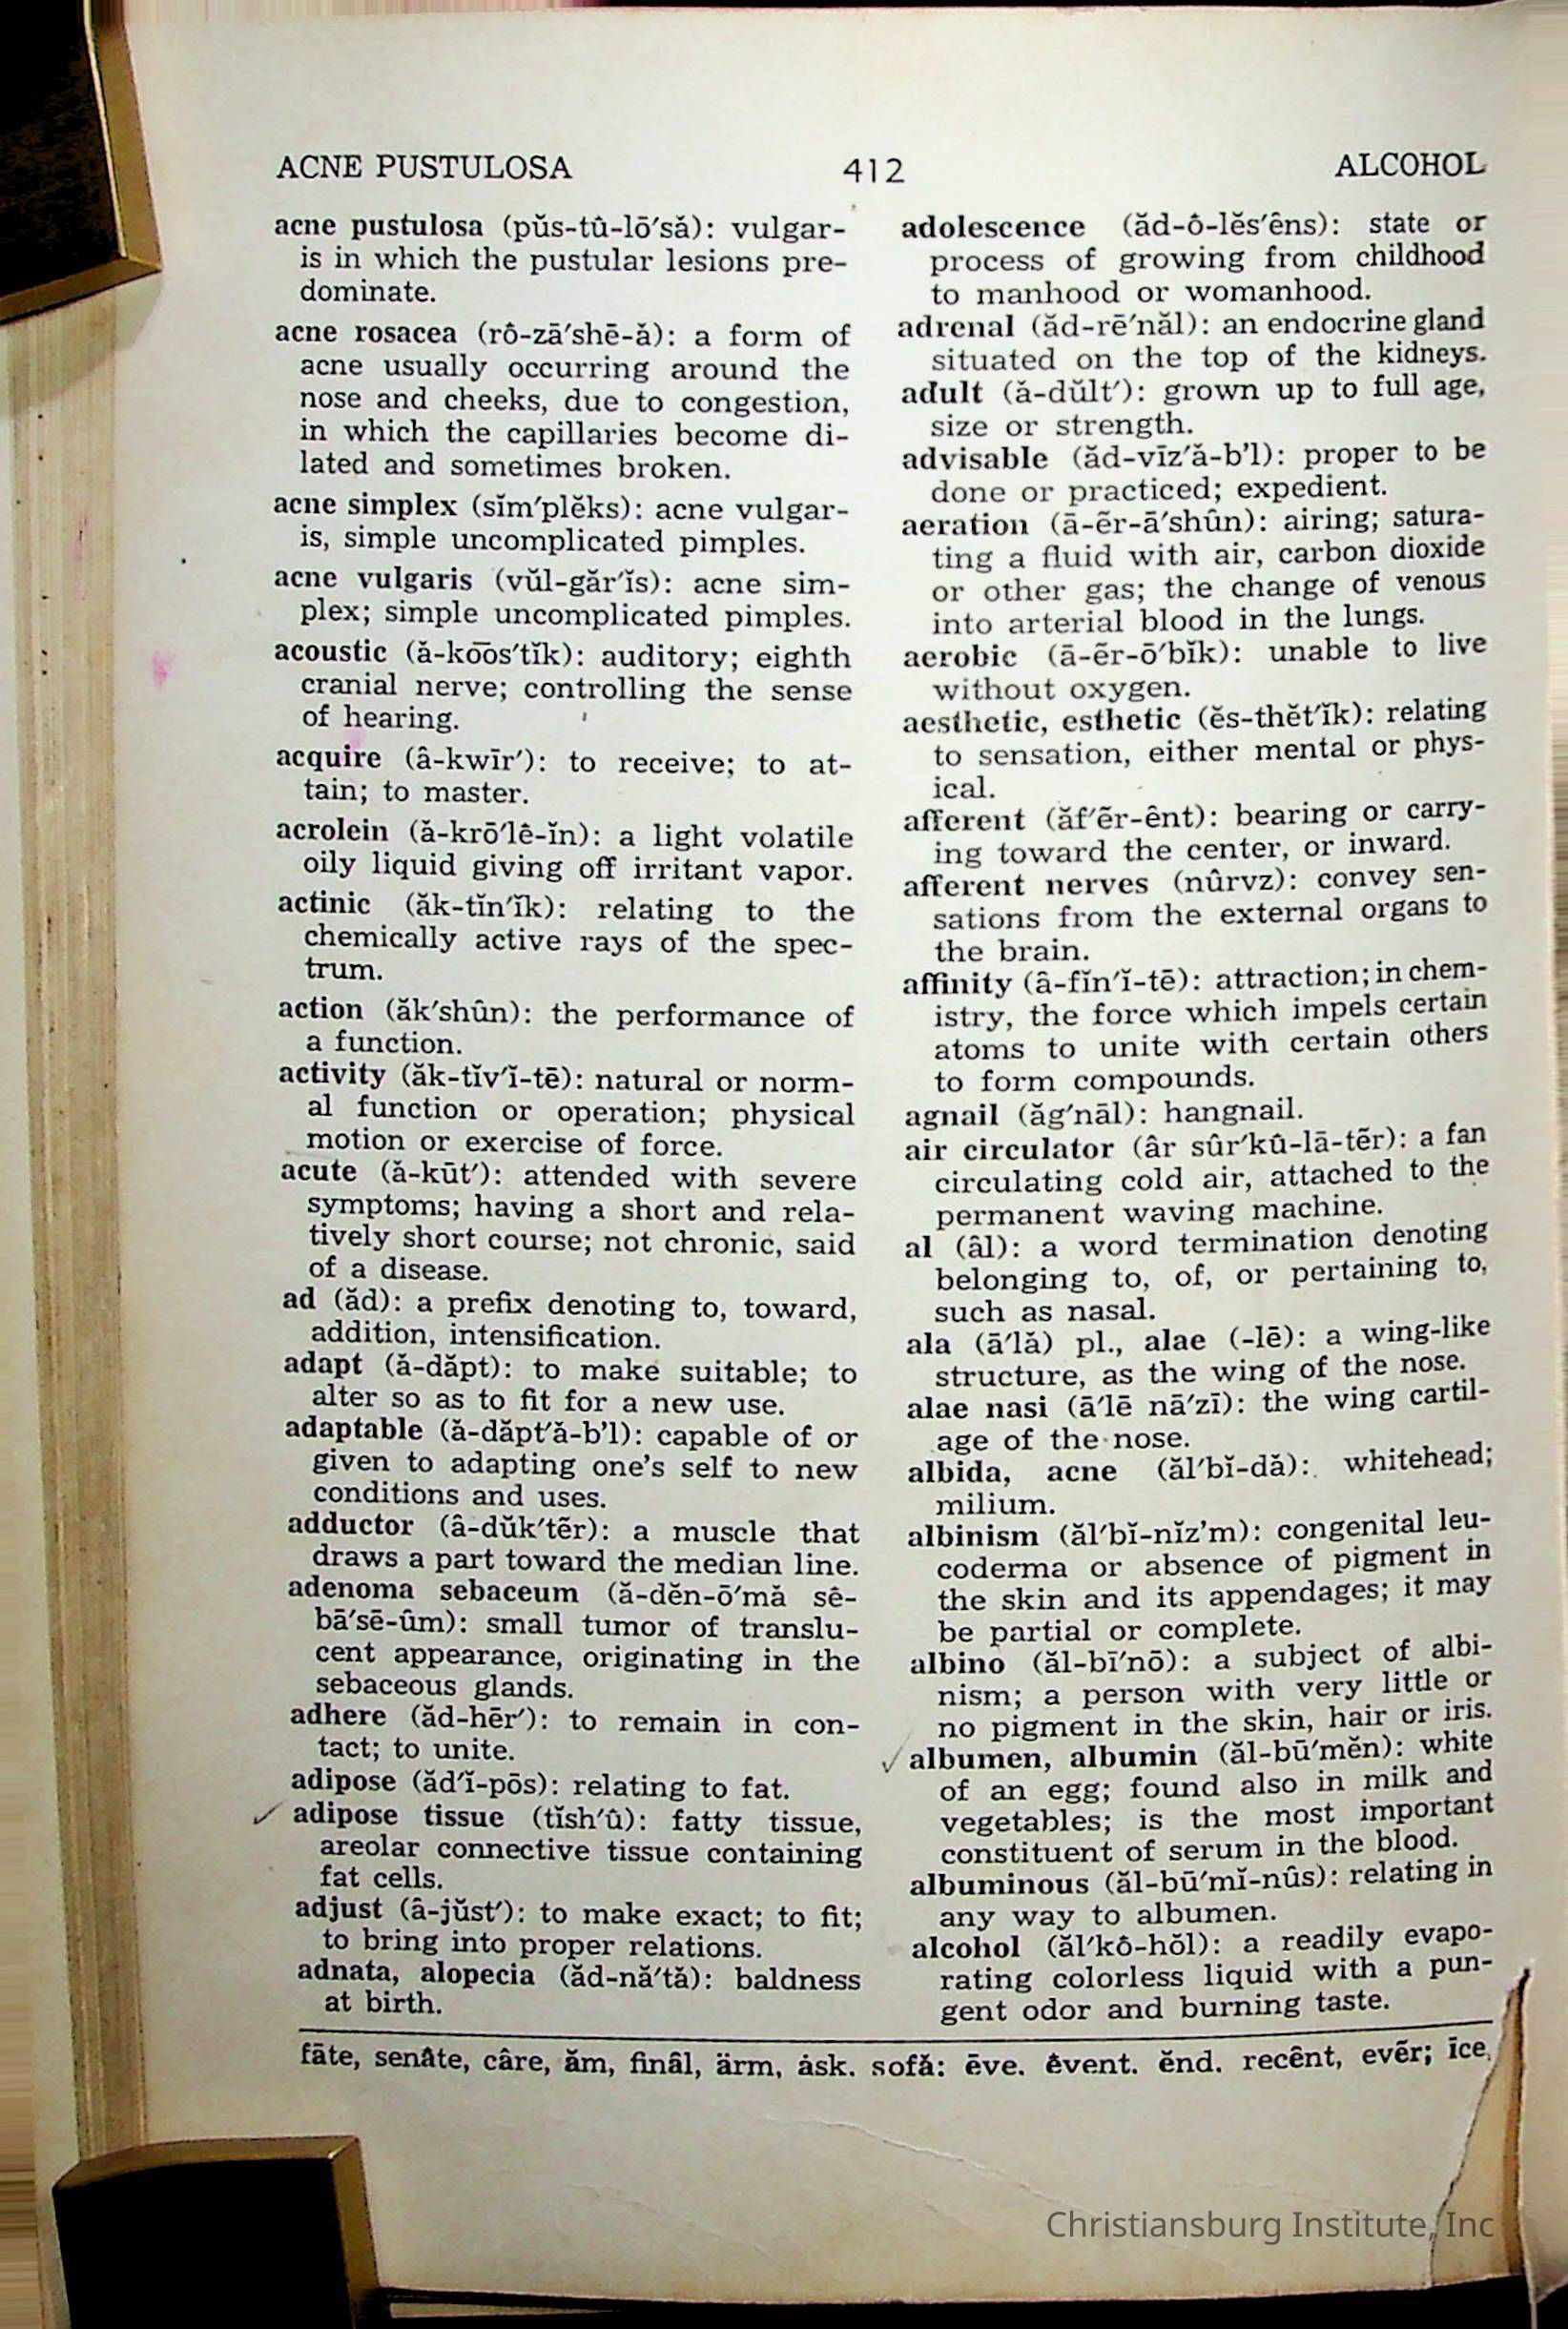 ACNE PUSTULOSA 412 ALCOHOL
acne pustulosa (pŭs-tû-lō′sȧ): vulgar-
is in which the pustular lesions pre-
dominate.
acne rosacea (rô-zā′shē-ȧ): a form of
acne usually occurring around the
nose and cheeks, due to congestion,
in which the capillaries become di-
lated and sometimes broken.
acne simplex (sĭm′plĕks): acne vulgar-
is, simple uncomplicated pimples.
acne vulgaris (vŭl-găr′ĭs): acne sim-
plex; simple uncomplicated pimples.
acoustic (ă-ko͞os′tĭk): auditory; eighth
cranial nerve; controlling the sense
of hearing.
acquire (â-kwīr′): to receive; to at-
tain; to master.
acrolein (ă-krō′lê-ĭn): a light volatile
oily liquid giving off irritant vapor.
actinic (ăk-tĭn′ĭk): relating to the
chemically active rays of the spec-
trum.
action (ăk′shûn): the performance of
a function.
activity (ăk-tĭv′ĭ-tē): natural or norm-
al function or operation; physical
motion or exercise of force.
acute (ă-kūt′): attended with severe
symptoms; having a short and rela-
tively short course; not chronic, said
of a disease.
ad (ăd): a prefix denoting to, toward,
addition, intensification.
adapt (ă-dăpt): to make suitable; to
alter so as to fit for a new use.
adaptable (ă-dăpt′ă-b'l): capable of or
given to adapting one's self to new
conditions and uses.
adductor (â-dŭk′tẽr): a muscle that
draws a part toward the median line.
adenoma sebaceum (ă-dĕn-ō′mă sê-
bā′sē-ûm): small tumor of translu-
cent appearance, originating in the
sebaceous glands.
adhere (ăd-hēr′): to remain in con-
tact; to unite.
adipose (ăd′ĭ-pōs): relating to fat.
✓ adipose tissue (tĭsh′û): fatty tissue,
areolar connective tissue containing
fat cells.
adjust (â-jŭst′): to make exact; to fit;
to bring into proper relations.
adnata, alopecia (ăd-nă′tă): baldness
at birth.
adolescence (ăd-ô-lĕs′êns): state or
process of growing from childhood
to manhood or womanhood.
adrenal (ăd-rē′năl): an endocrine gland
situated on the top of the kidneys.
adult (ă-dŭlt′): grown up to full age,
size or strength.
advisable (ăd-vīz′ă-b'l): proper to be
done or practiced; expedient.
aeration (ā-ẽr-ā′shûn): airing; satura-
ting a fluid with air, carbon dioxide
or other gas; the change of venous
into arterial blood in the lungs.
aerobic (ā-ẽr-ō′bĭk): unable to live
without oxygen.
aesthetic, esthetic (ĕs-thĕt′ĭk): relating
to sensation, either mental or phys-
ical.
afferent (ăf′ẽr-ênt): bearing or carry-
ing toward the center, or inward.
afferent nerves (nûrvz): convey sen-
sations from the external organs to
the brain.
affinity (â-fĭn′ĭ-tē): attraction; in chem-
istry, the force which impels certain
atoms to unite with certain others
to form compounds.
agnail (ăg′nāl): hangnail.
air circulator (âr sûr′kû-lā-tẽr): a fan
circulating cold air, attached to the
permanent waving machine.
al (âl): a word termination denoting
belonging to, of, or pertaining to,
such as nasal.
ala (ā′lă) pl., alae (-lē): a wing-like
structure, as the wing of the nose.
alae nasi (ā′lē nā′zī): the wing cartil-
age of the nose.
albida, acne (ăl′bĭ-dă): whitehead;
milium.
albinism (ăl′bĭ-nĭz'm): congenital leu-
coderma or absence of pigment in
the skin and its appendages; it may
be partial or complete.
albino (ăl-bī′nō): a subject of albi-
nism; a person with very little or
no pigment in the skin, hair or iris.
✓ albumen, albumin (ăl-bū′mĕn): white
of an egg; found also in milk and
vegetables; is the most important
constituent of serum in the blood.
albuminous (ăl-bū′mĭ-nûs): relating in
any way to albumen.
alcohol (ăl′kô-hŏl): a readily evapo-
rating colorless liquid with a pun-
gent odor and burning taste.
fāte, senâte, câre, ăm, finâl, ärm, ȧsk, sofȧ; ēve, êvent, ĕnd, recênt, evẽr; īce,
Christiansburg Institute, Inc